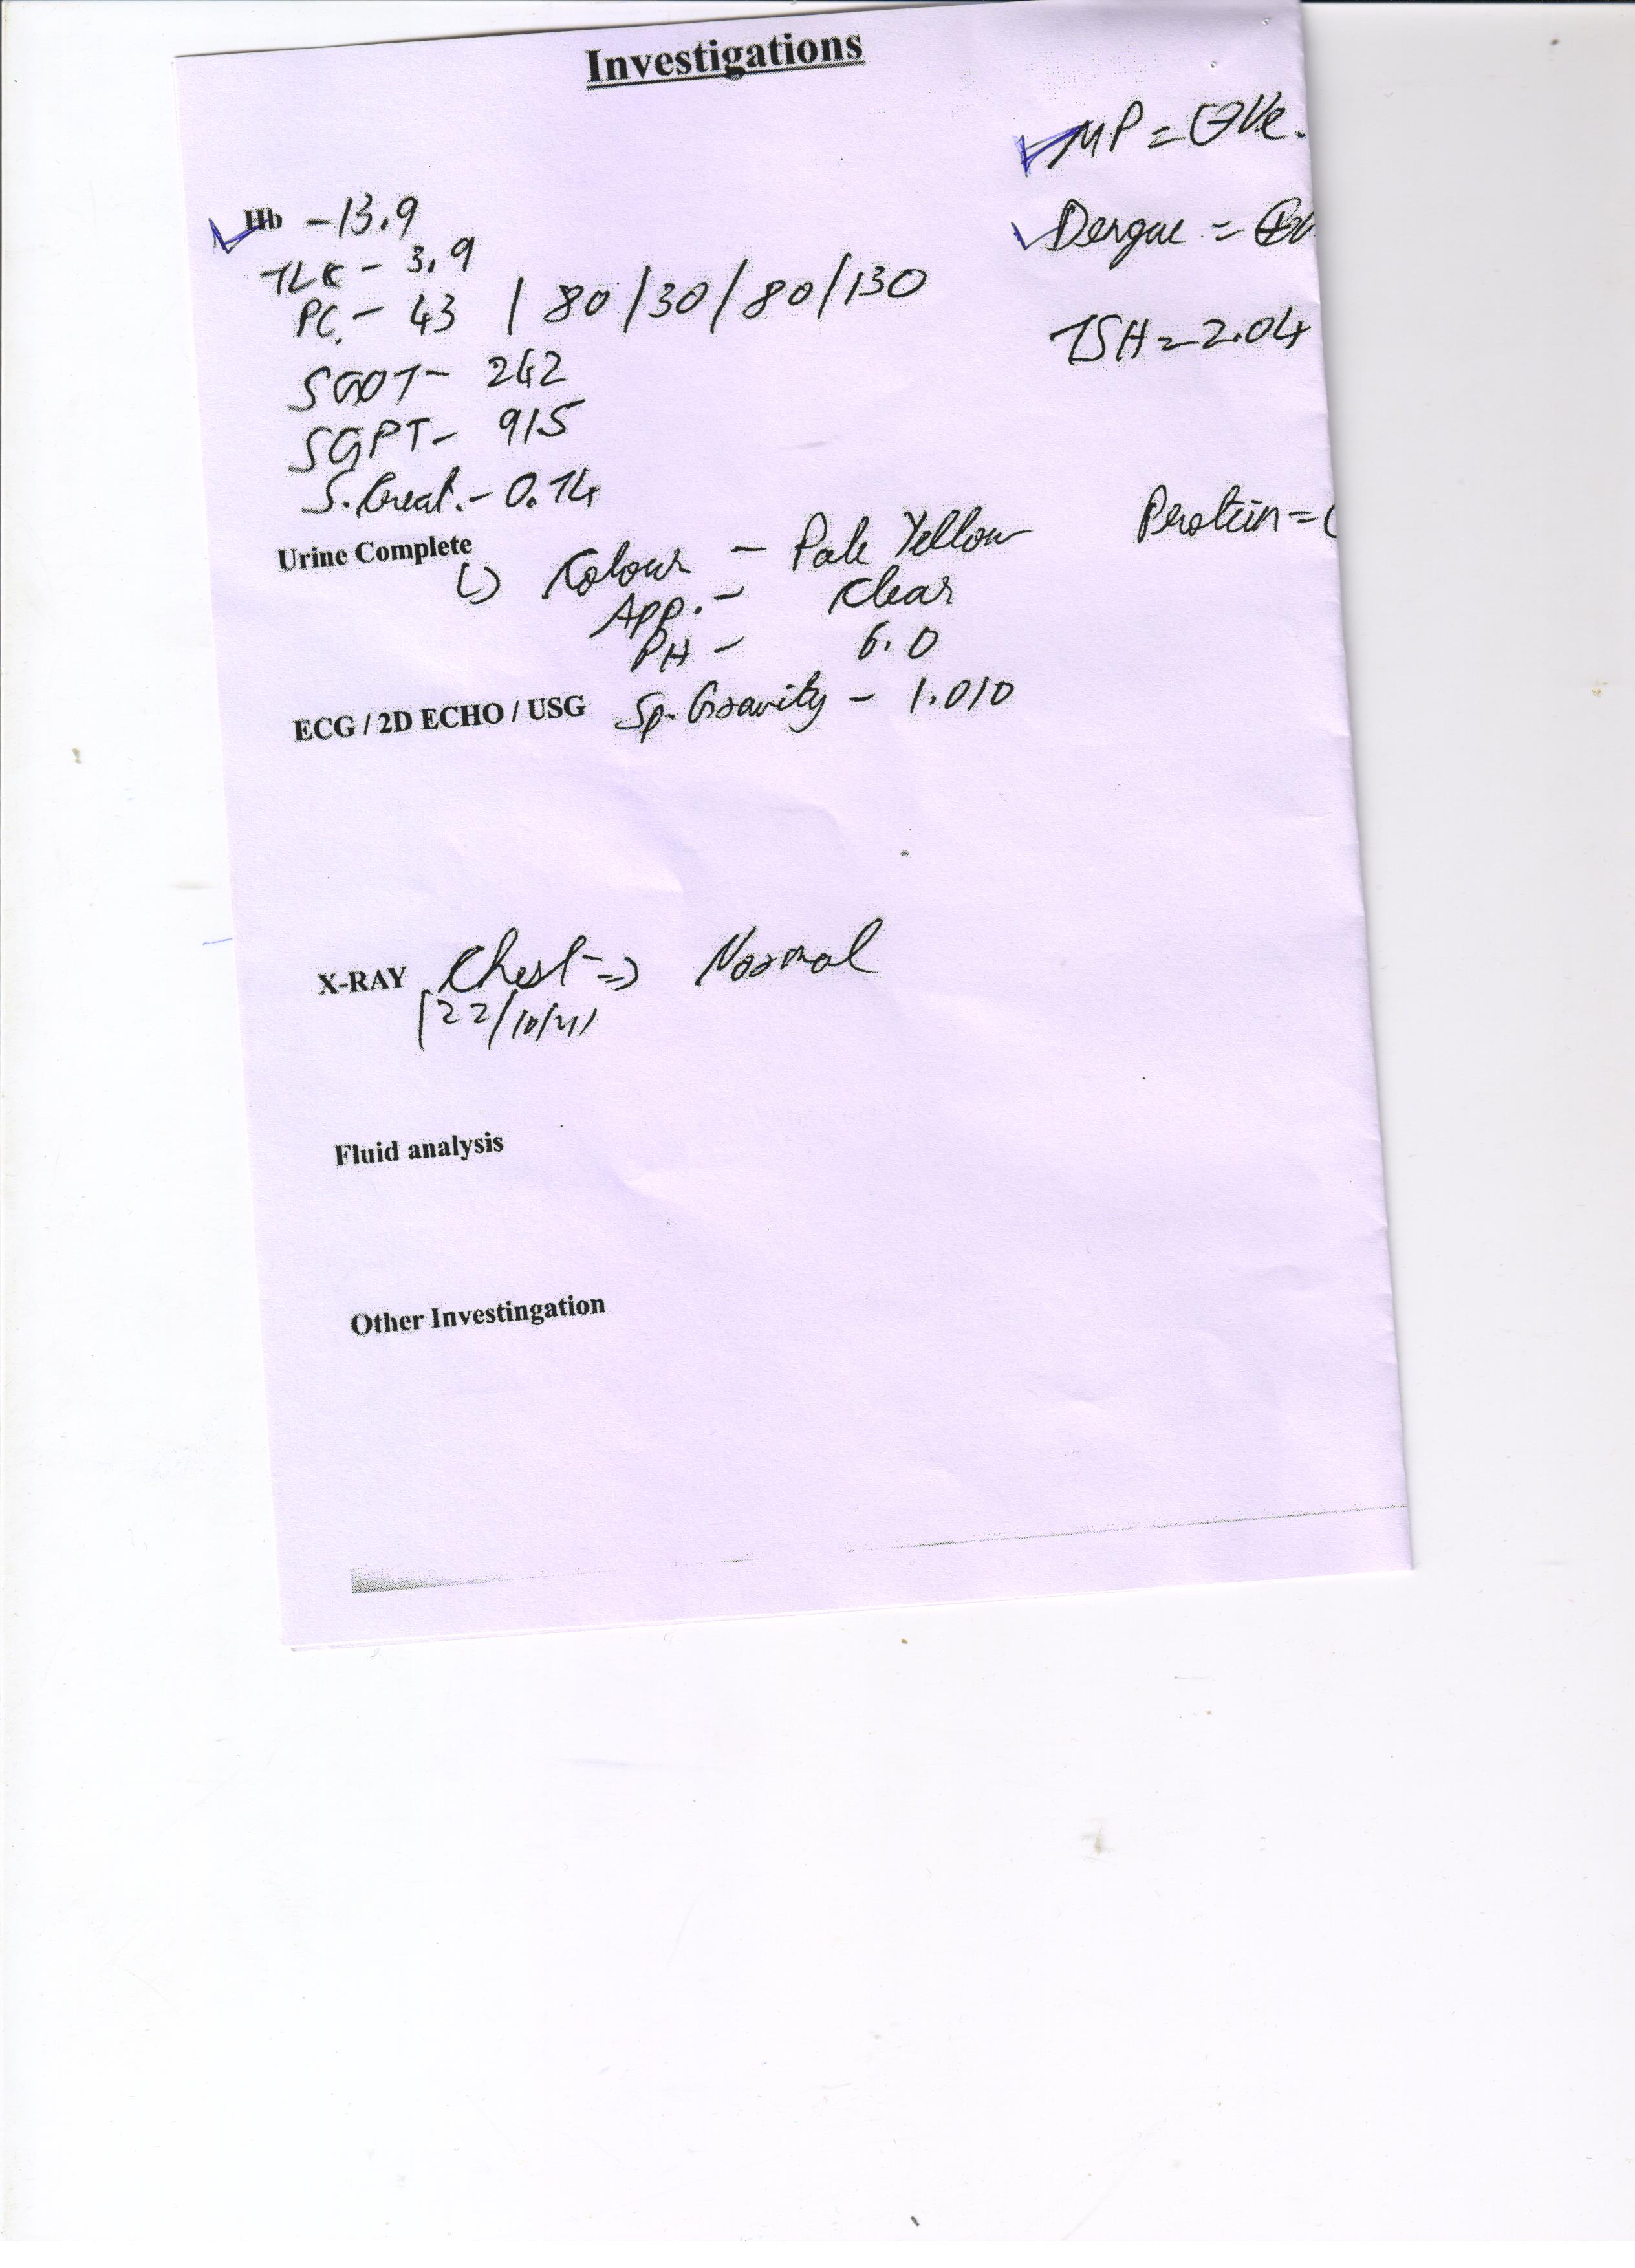 Investigations
MP = ⊖Ve.
Hb - 13.9
Dengue = ⊕
TLC - 3.9
PC. - 43 / 80/30/80/130
TSH = 2.04
SGOT - 242
SGPT - 915
S. Creat. - 0.74
Urine Complete
Colour - Pale Yellow Protein = (
App. - Clear
PH - 6.0
ECG / 2D ECHO / USG Sp. Gravity - 1.010
X-RAY Chest => Normal
(22/10/21)
Fluid analysis
Other Investingation